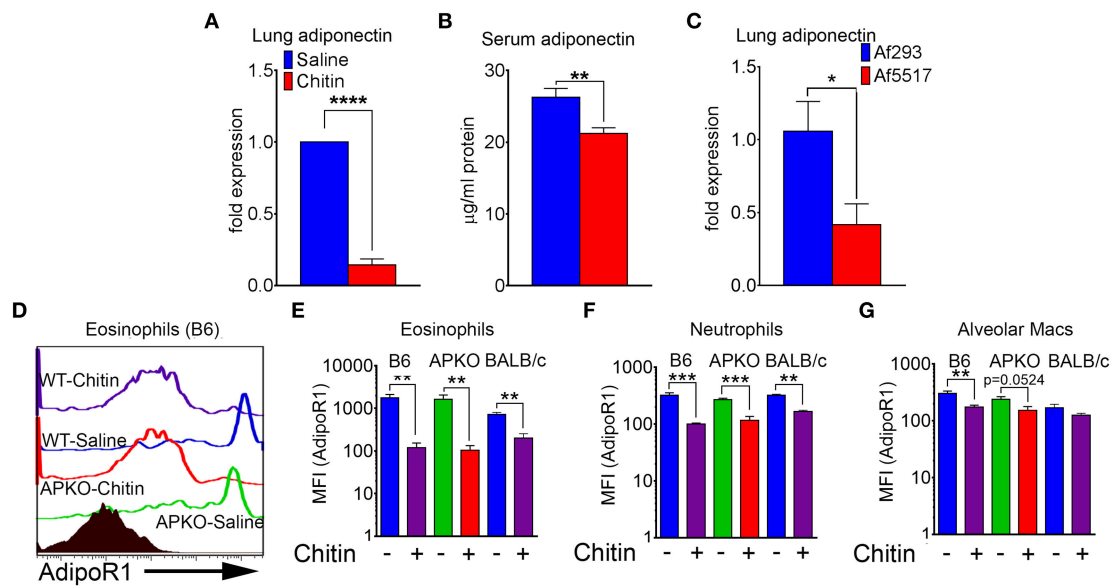 A
Lung adiponectin
Saline
Chitin
fold expression
1.5
1.0
0.5
0.0
****
B
Serum adiponectin
µg/ml protein
30
20
10
0
**
C
Lung adiponectin
Af293
Af5517
fold expression
1.5
1.0
0.5
0.0
*
D
Eosinophils (B6)
WT-Chitin
WT-Saline
APKO-Chitin
APKO-Saline
AdipoR1
E
Eosinophils
B6 APKO BALB/c
MFI (AdipoR1)
10000
1000
100
10
1
** ** **
Chitin - + - + - +
F
Neutrophils
B6 APKO BALB/c
MFI (AdipoR1)
1000
100
10
1
*** *** **
Chitin - + - + - +
G
Alveolar Macs
B6 APKO BALB/c
MFI (AdipoR1)
1000
100
10
1
** p=0.0524
Chitin - + - + - +